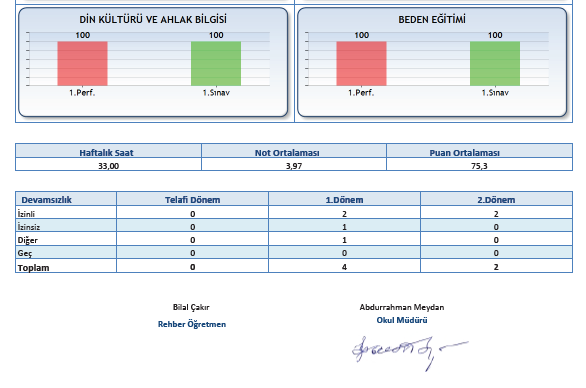 DİN KÜLTÜRÜ VE AHLAK BİLGİSİ
100 100
1.Perf. 1.Sınav
BEDEN EĞİTİMİ
100 100
1.Perf. 1.Sınav
Haftalık Saat Not Ortalaması Puan Ortalaması
33,00 3,97 75,3
Devamsızlık Telafi Dönem 1.Dönem 2.Dönem
İzinli 0 2 2
İzinsiz 0 1 0
Diğer 0 1 0
Geç 0 0 0
Toplam 0 4 2
Bilal Çakır
Rehber Öğretmen
Abdurrahman Meydan
Okul Müdürü